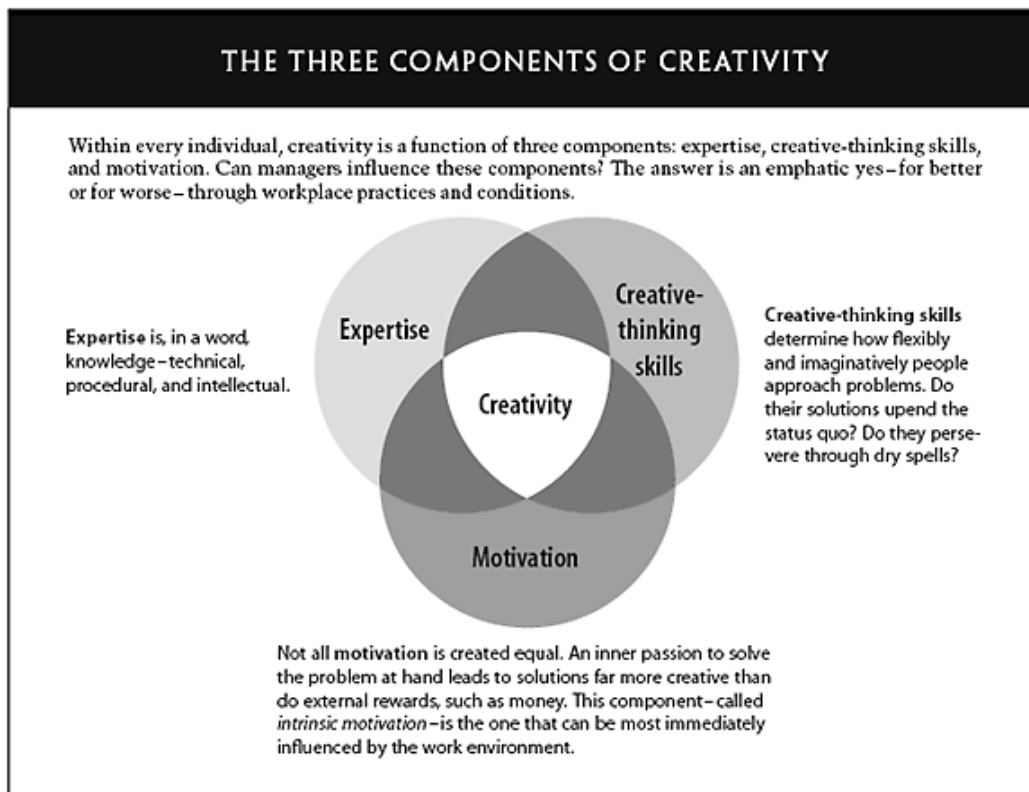 THE THREE COMPONENTS OF CREATIVITY
Within every individual, creativity is a function of three components: expertise, creative-thinking skills,
and motivation. Can managers influence these components? The answer is an emphatic yes–for better
or for worse–through workplace practices and conditions.
Expertise is, in a word,
knowledge–technical,
procedural, and intellectual.
Expertise
Creative-
thinking
skills
Creativity
Motivation
Creative-thinking skills
determine how flexibly
and imaginatively people
approach problems. Do
their solutions upend the
status quo? Do they perse-
vere through dry spells?
Not all motivation is created equal. An inner passion to solve
the problem at hand leads to solutions far more creative than
do external rewards, such as money. This component–called
intrinsic motivation–is the one that can be most immediately
influenced by the work environment.